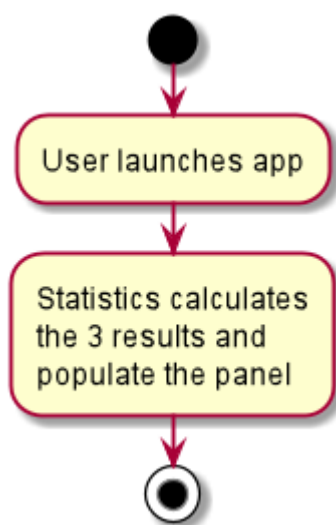 User launches app
Statistics calculates
the 3 results and
populate the panel